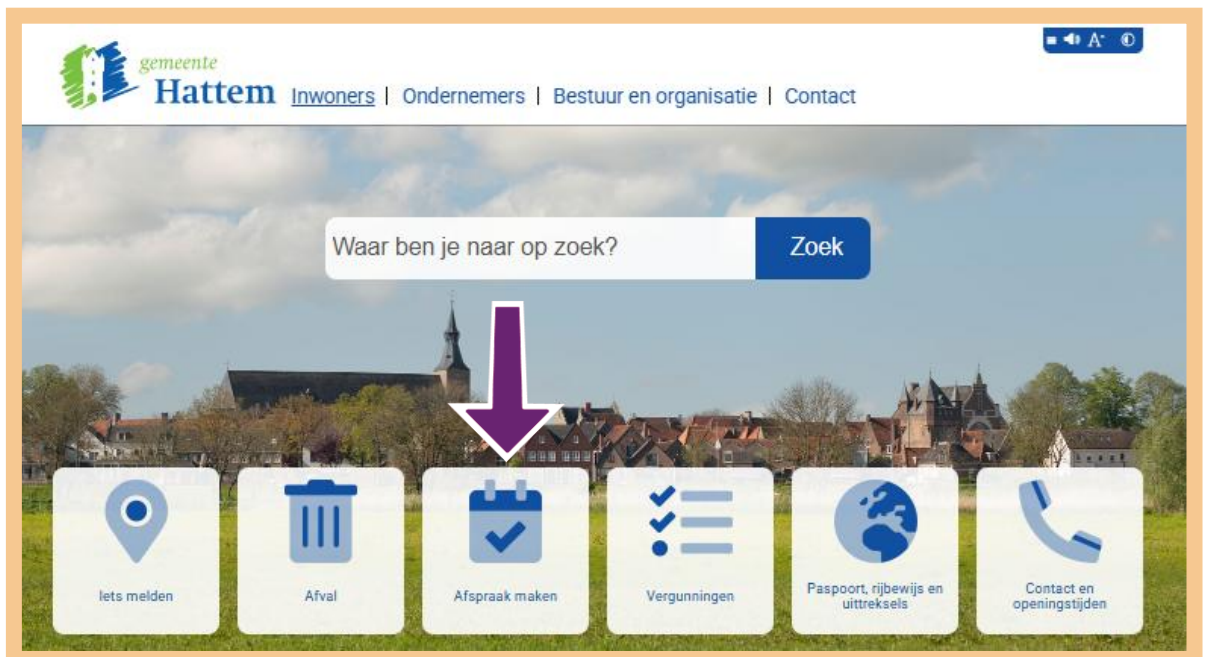 A
gemeente
Hattem Inwoners | Ondernemers | Bestuur en organisatie | Contact
Waar ben je naar op zoek? Zoek
Iets melden
Afval
Afspraak maken
Vergunningen
Paspoort, rijbewijs en
uittreksels
Contact en
openingstijden